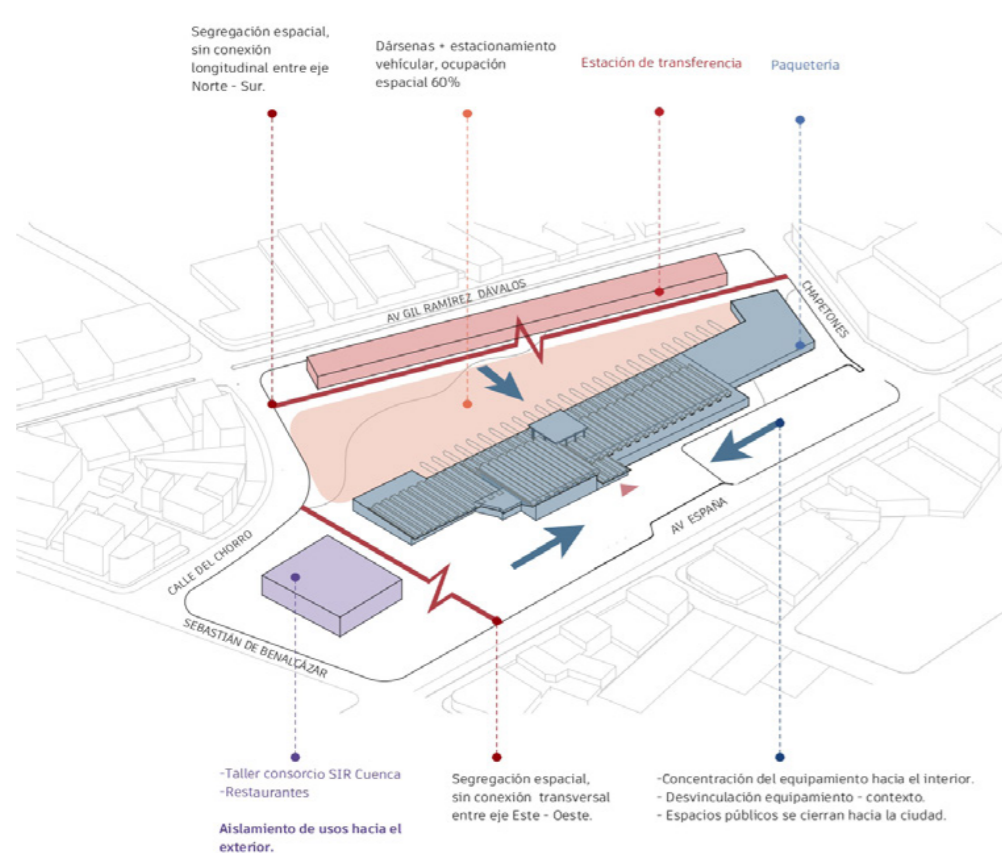 Segregación espacial,
sin conexión
longitudinal entre eje
Norte - Sur.
Dársenas + estacionamiento
vehícular, ocupación
espacial 60%
Estación de transferencia
Paquetería
AV GIL RAMÍREZ DÁVALOS
CHAPETONES
AV ESPAÑA
CALLE DEL CHORRO
SEBASTIÁN DE BENALCÁZAR
-Taller consorcio SIR Cuenca
-Restaurantes
Aislamiento de usos hacia el
exterior.
Segregación espacial,
sin conexión transversal
entre eje Este - Oeste.
-Concentración del equipamiento hacia el interior.
- Desvinculación equipamiento - contexto.
- Espacios públicos se cierran hacia la ciudad.